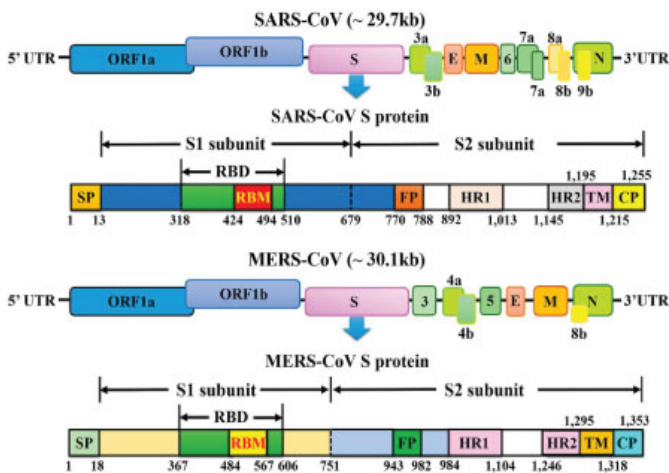 SARS-CoV (~ 29.7kb)
3a 7a 8a
5' UTR ORF1a ORF1b S E M 6 N 3'UTR
3b 7a 8b 9b
SARS-CoV S protein
S1 subunit S2 subunit
RBD
1,195 1,255
SP RBM FP HR1 HR2 TM CP
1 13 318 424 494 510 679 770 788 892 1,013 1,145 1,215
MERS-CoV (~ 30.1kb)
4a
5' UTR ORF1a ORF1b S 3 5 E M N 3'UTR
4b 8b
MERS-CoV S protein
S1 subunit S2 subunit
RBD
1,295 1,353
SP RBM FP HR1 HR2 TM CP
1 18 367 484 567 606 751 943 982 984 1,104 1,246 1,318